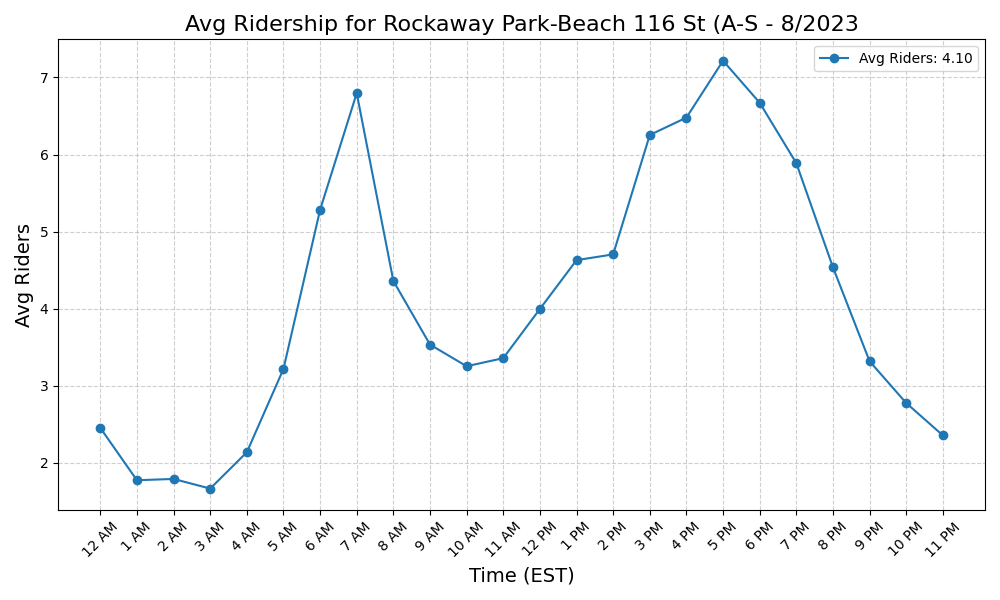 Avg Ridership for Rockaway Park-Beach 116 St (A-S - 8/2023
Avg Riders: 4.10
Avg Riders
7
6
5
4
3
2
12 AM
1 AM
2 AM
3 AM
4 AM
5 AM
6 AM
7 AM
8 AM
9 AM
10 AM
11 AM
12 PM
1 PM
2 PM
3 PM
4 PM
5 PM
6 PM
7 PM
8 PM
9 PM
10 PM
11 PM
Time (EST)